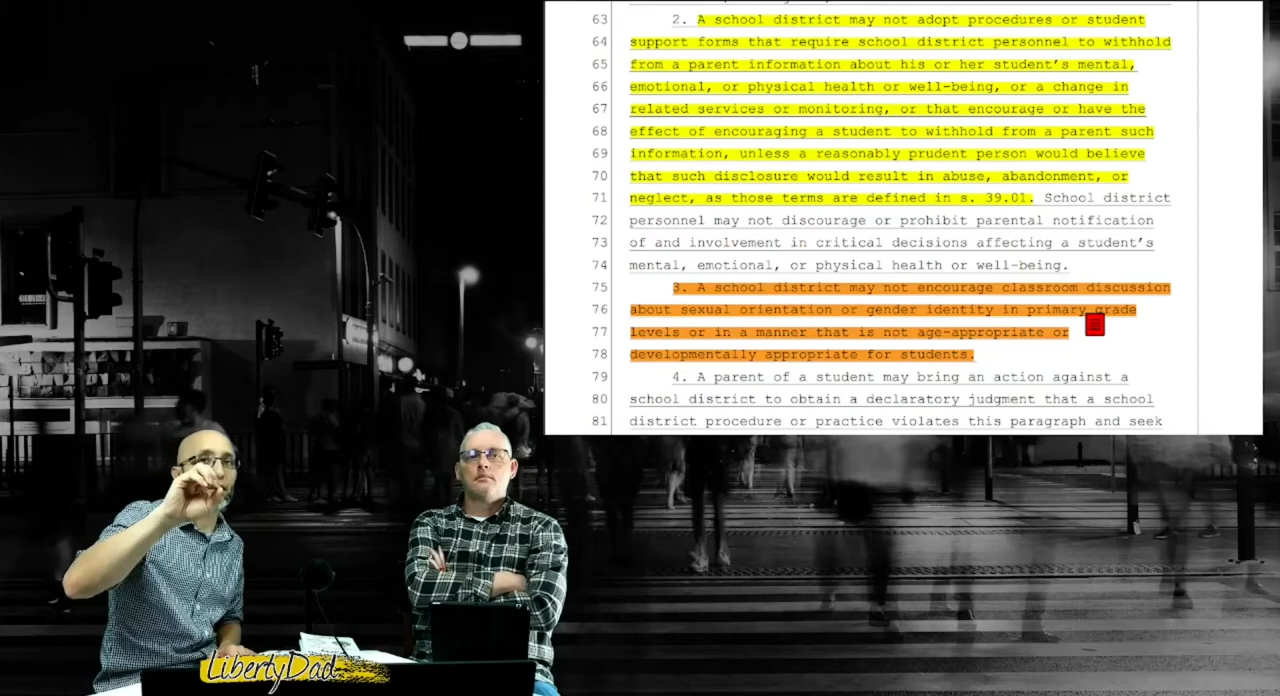 63 2. A school district may not adopt procedures or student
64 support forms that require school district personnel to withhold
65 from a parent information about his or her student's mental,
66 emotional, or physical health or well-being, or a change in
67 related services or monitoring, or that encourage or have the
68 effect of encouraging a student to withhold from a parent such
69 information, unless a reasonably prudent person would believe
70 that such disclosure would result in abuse, abandonment, or
71 neglect, as those terms are defined in s. 39.01. School district
72 personnel may not discourage or prohibit parental notification
73 of and involvement in critical decisions affecting a student's
74 mental, emotional, or physical health or well-being.
75 3. A school district may not encourage classroom discussion
76 about sexual orientation or gender identity in primary grade
77 levels or in a manner that is not age-appropriate or
78 developmentally appropriate for students.
79 4. A parent of a student may bring an action against a
80 school district to obtain a declaratory judgment that a school
81 district procedure or practice violates this paragraph and seek
LibertyDad